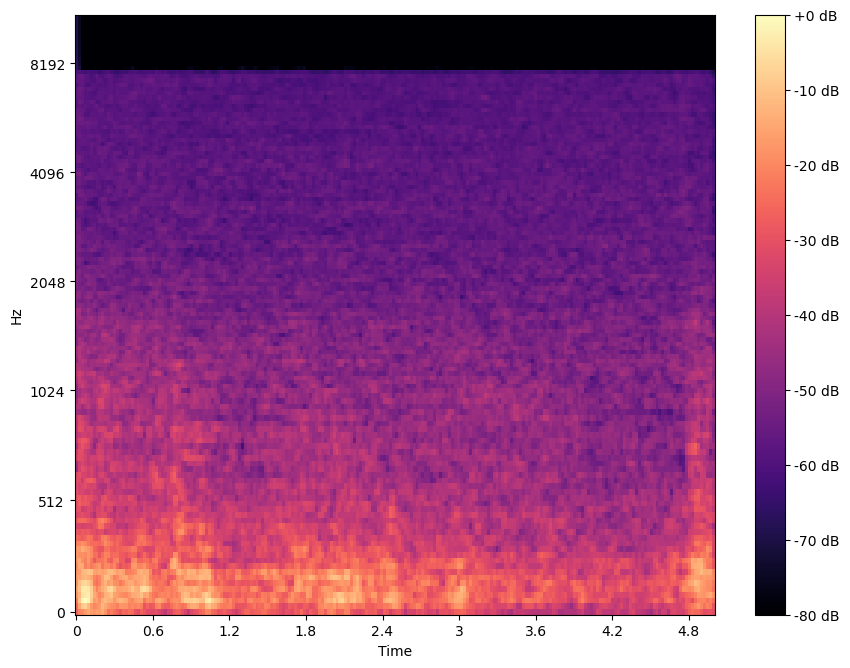 +0 dB
8192
-10 dB
-20 dB
4096
-30 dB
2048
-40 dB
Hz
1024
-50 dB
-60 dB
512
-70 dB
0
-80 dB
0 0.6 1.2 1.8 2.4 3 3.6 4.2 4.8
Time